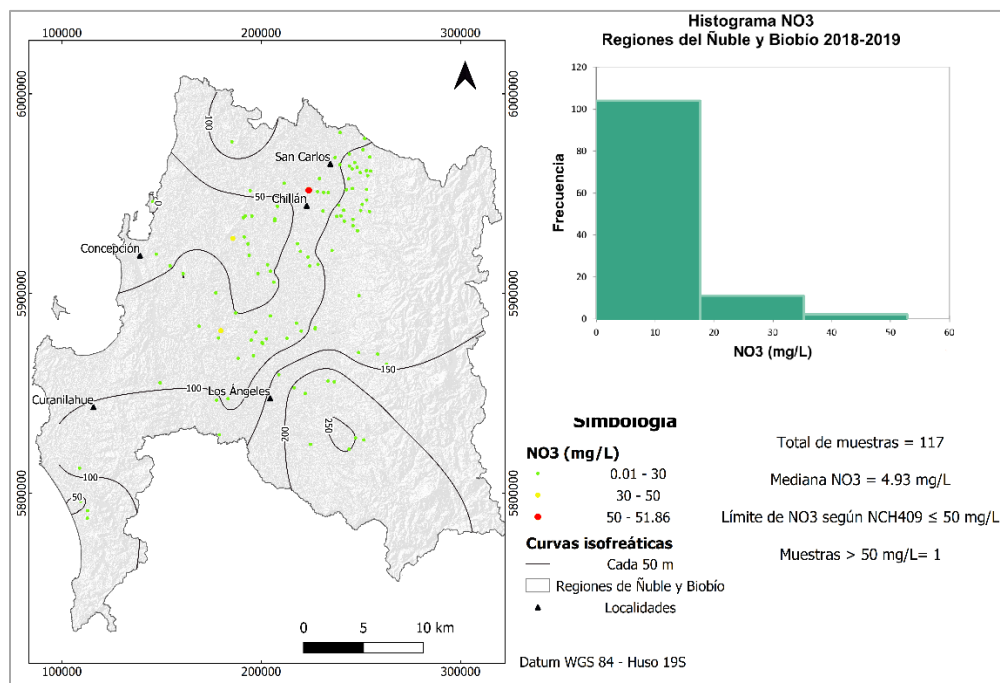 100000
200000
300000
6000000
5900000
5800000
6000000
5900000
5800000
100000
200000
300000
100
San Carlos
50
Chillán
Concepción
150
100
Los Ángeles
Curanilahue
200
250
100
50
0
5
10 km
Histograma NO3
Regiones del Ñuble y Biobío 2018-2019
Frecuencia
120
100
80
60
40
20
0
0
10
20
30
40
50
60
NO3 (mg/L)
Simbología
NO3 (mg/L)
0.01 - 30
30 - 50
50 - 51.86
Curvas isofreáticas
Cada 50 m
Regiones de Ñuble y Biobío
Localidades
Total de muestras = 117
Mediana NO3 = 4.93 mg/L
Límite de NO3 según NCH409 ≤ 50 mg/L
Muestras > 50 mg/L= 1
Datum WGS 84 - Huso 19S